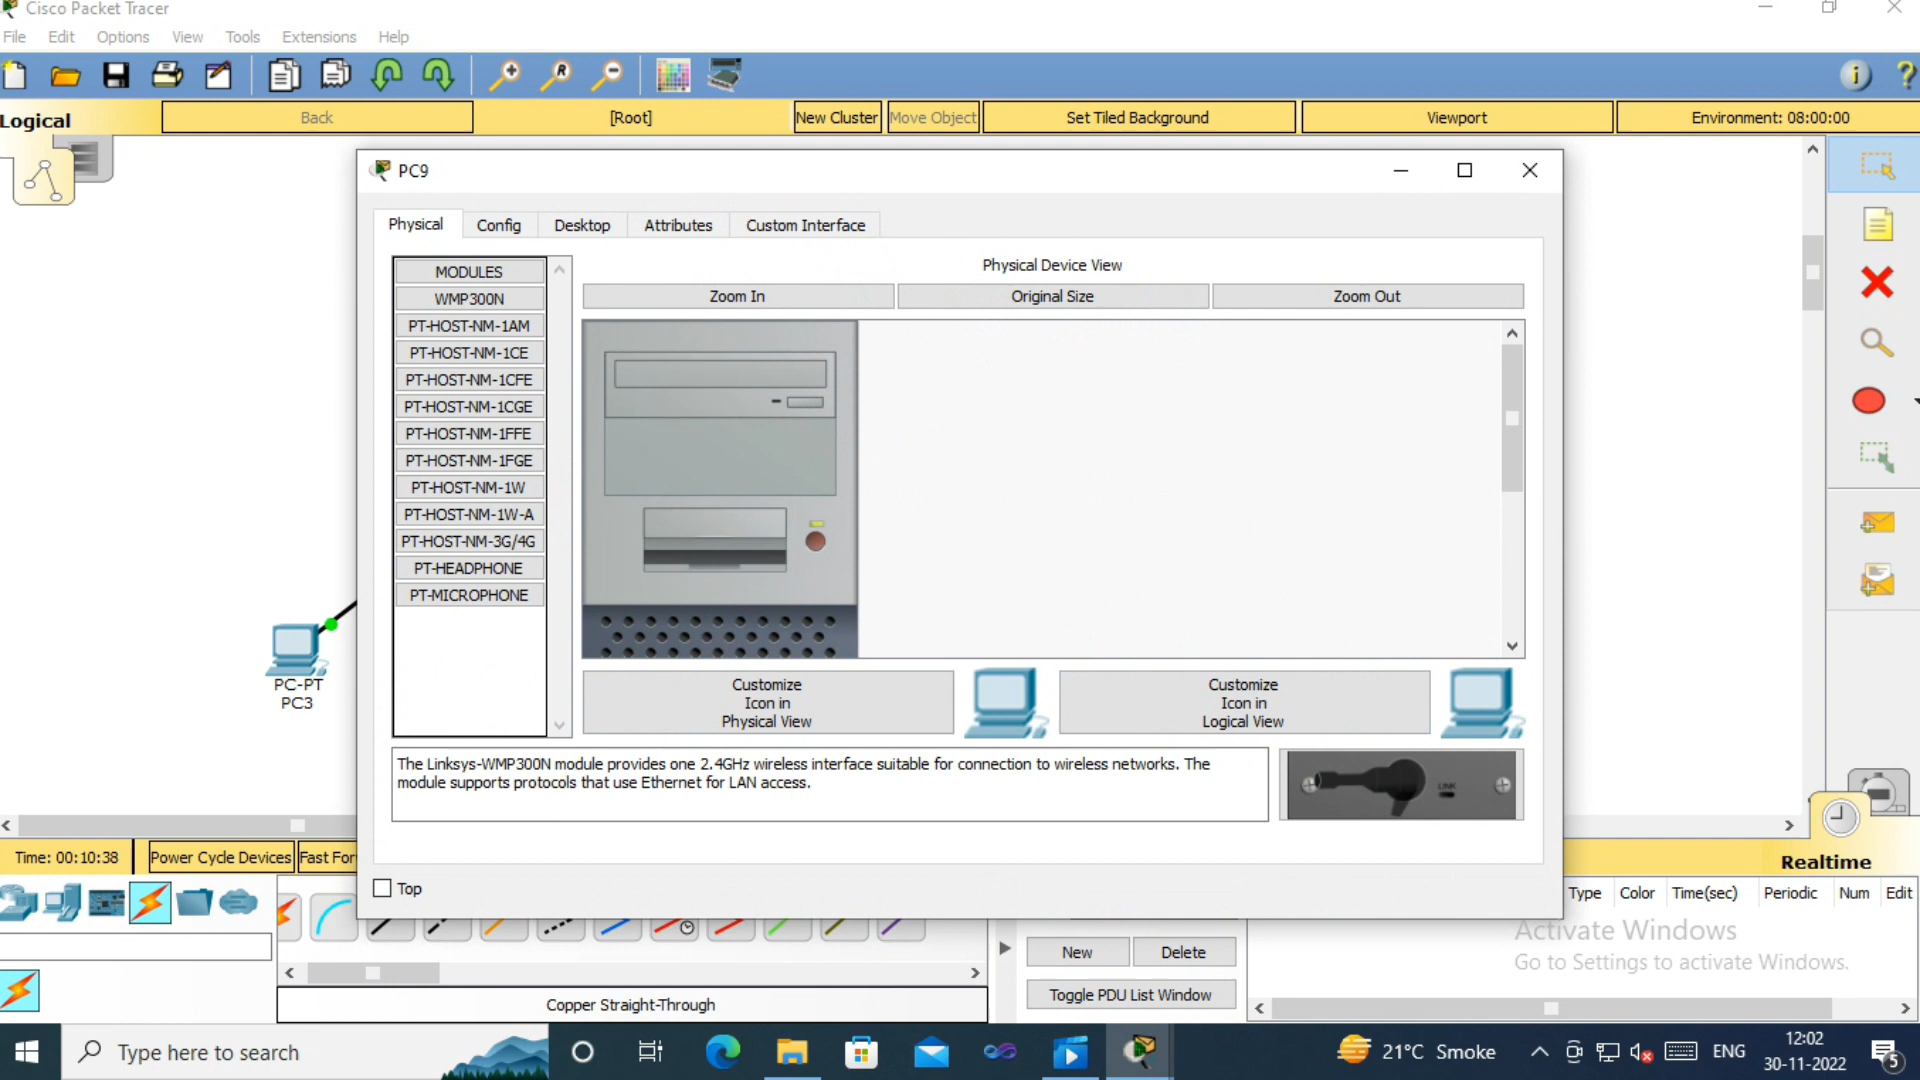 Cisco Packet Tracer
File Edit Options View Tools Extensions Help
Logical Back [Root] New Cluster Move Object Set Tiled Background Viewport Environment: 08:00:00
PC9
Physical Config Desktop Attributes Custom Interface
MODULES
WMP300N
PT-HOST-NM-1AM
PT-HOST-NM-1CE
PT-HOST-NM-1CFE
PT-HOST-NM-1CGE
PT-HOST-NM-1FFE
PT-HOST-NM-1FGE
PT-HOST-NM-1W
PT-HOST-NM-1W-A
PT-HOST-NM-3G/4G
PT-HEADPHONE
PT-MICROPHONE
Physical Device View
Zoom In Original Size Zoom Out
PC-PT
PC3
Customize
Icon in
Physical View
Customize
Icon in
Logical View
The Linksys-WMP300N module provides one 2.4GHz wireless interface suitable for connection to wireless networks. The
module supports protocols that use Ethernet for LAN access.
LINK
Top
Time: 00:10:38 Power Cycle Devices Fast For
Realtime
Type Color Time(sec) Periodic Num Edit
New Delete
Toggle PDU List Window
Copper Straight-Through
Activate Windows
Go to Settings to activate Windows.
Type here to search
21°C Smoke
ENG
12:02
30-11-2022
5